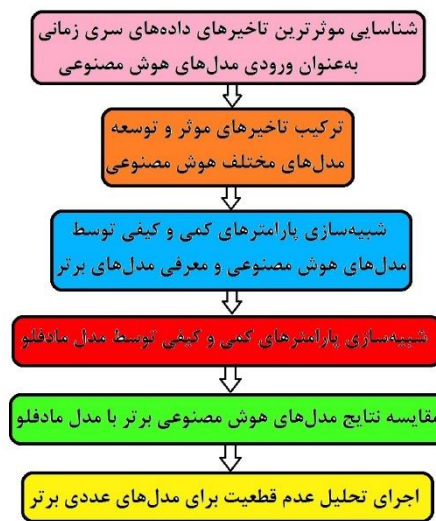 شناسایی موثرترین تاخیرهای داده‌های سری زمانی
به‌عنوان ورودی مدل‌های هوش مصنوعی
ترکیب تاخیرهای موثر و توسعه
مدل‌های مختلف هوش مصنوعی
شبیه‌سازی پارامترهای کمی و کیفی توسط
مدل‌های هوش مصنوعی و معرفی مدل‌های برتر
شبیه‌سازی پارامترهای کمی و کیفی توسط مدل مادفلو
مقایسه نتایج مدل‌های هوش مصنوعی برتر با مدل مادفلو
اجرای تحلیل عدم قطعیت برای مدل‌های عددی برتر